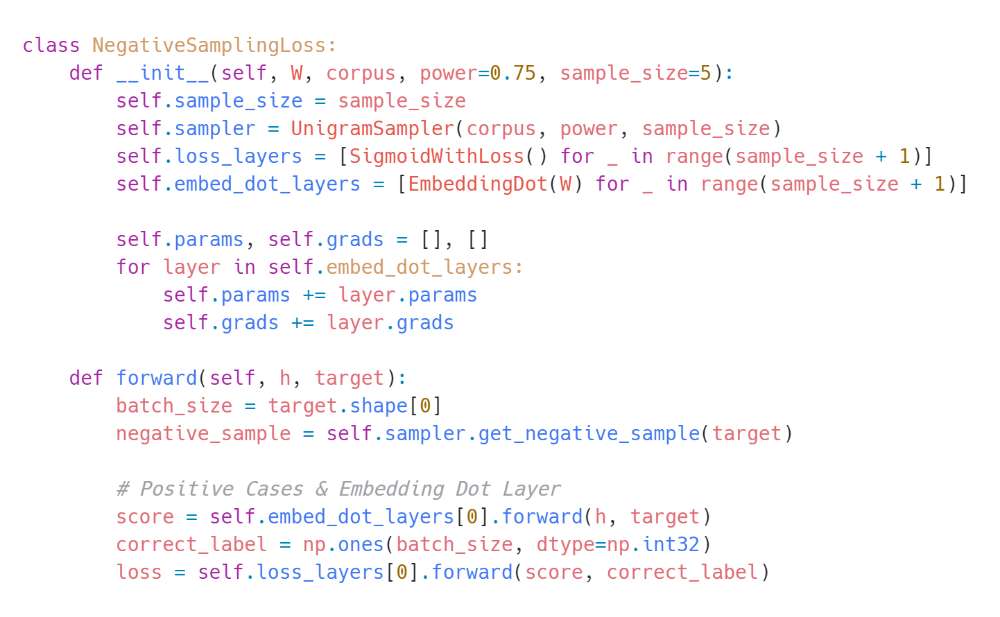 class NegativeSamplingLoss:
    def __init__(self, W, corpus, power=0.75, sample_size=5):
        self.sample_size = sample_size
        self.sampler = UnigramSampler(corpus, power, sample_size)
        self.loss_layers = [SigmoidWithLoss() for _ in range(sample_size + 1)]
        self.embed_dot_layers = [EmbeddingDot(W) for _ in range(sample_size + 1)]

        self.params, self.grads = [], []
        for layer in self.embed_dot_layers:
            self.params += layer.params
            self.grads += layer.grads

    def forward(self, h, target):
        batch_size = target.shape[0]
        negative_sample = self.sampler.get_negative_sample(target)

        # Positive Cases & Embedding Dot Layer
        score = self.embed_dot_layers[0].forward(h, target)
        correct_label = np.ones(batch_size, dtype=np.int32)
        loss = self.loss_layers[0].forward(score, correct_label)